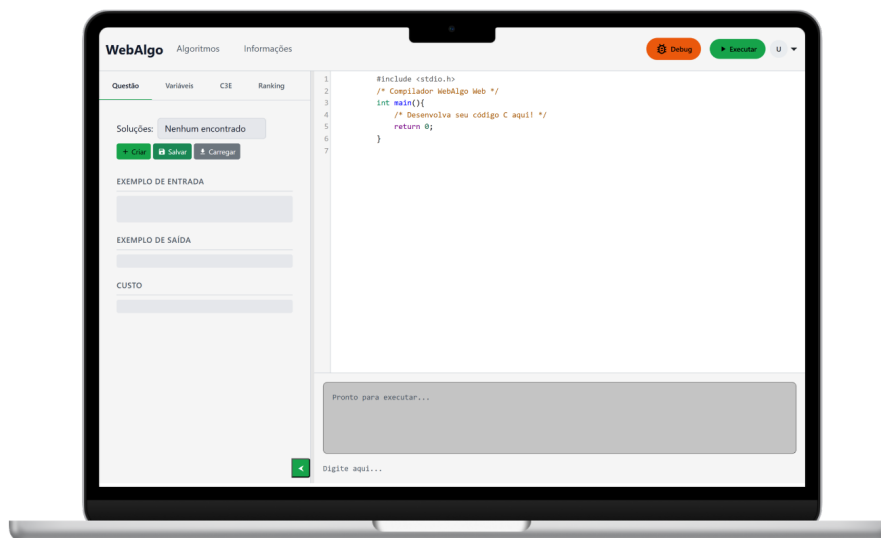 WebAlgo Algoritmos Informações Debug Executar U
Questão Variáveis C3E Ranking
Soluções: Nenhum encontrado
+ Criar Salvar Carregar
EXEMPLO DE ENTRADA
EXEMPLO DE SAÍDA
CUSTO
1 #include <stdio.h>
2 /* Compilador WebAlgo Web */
3 int main(){
4 /* Desenvolva seu código C aqui! */
5 return 0;
6 }
7
Pronto para executar...
Digite aqui...